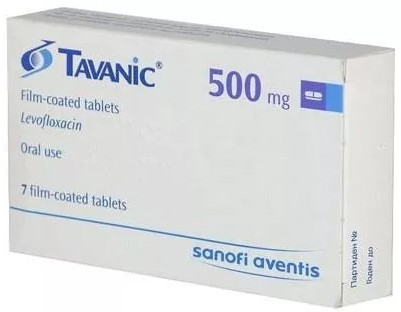 TAVANIC®
500 mg
Film-coated tablets
Levofloxacin
Oral use
7 film-coated tablets
sanofi aventis
Партиден №
Годен до